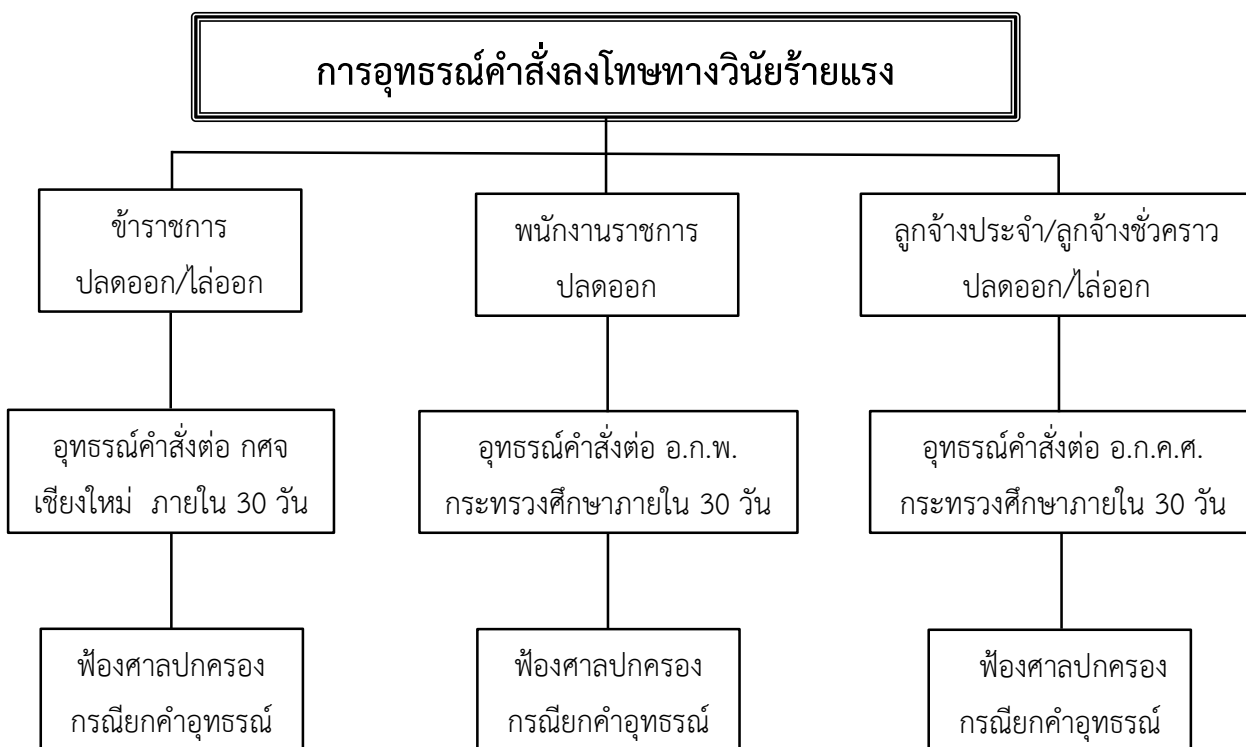 การอุทธรณ์คำสั่งลงโทษทางวินัยร้ายแรง
ข้าราชการ
ปลดออก/ไล่ออก
พนักงานราชการ
ปลดออก
ลูกจ้างประจำ/ลูกจ้างชั่วคราว
ปลดออก/ไล่ออก
อุทธรณ์คำสั่งต่อ กศจ
เชียงใหม่ ภายใน 30 วัน
อุทธรณ์คำสั่งต่อ อ.ก.พ.
กระทรวงศึกษาภายใน 30 วัน
อุทธรณ์คำสั่งต่อ อ.ก.ค.ศ.
กระทรวงศึกษาภายใน 30 วัน
ฟ้องศาลปกครอง
กรณียกคำอุทธรณ์
ฟ้องศาลปกครอง
กรณียกคำอุทธรณ์
ฟ้องศาลปกครอง
กรณียกคำอุทธรณ์